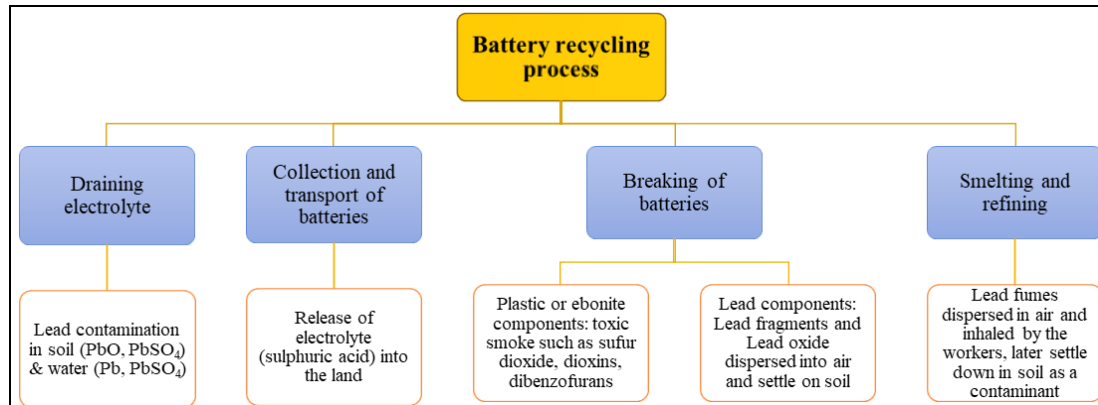 Battery recycling
process
Draining
electrolyte
Collection and
transport of
batteries
Breaking of
batteries
Smelting and
refining
Lead contamination
in soil (PbO, PbSO₄)
& water (Pb, PbSO₄)
Release of
electrolyte
(sulphuric acid) into
the land
Plastic or ebonite
components: toxic
smoke such as sulfur
dioxide, dioxins,
dibenzofurans
Lead components:
Lead fragments and
Lead oxide
dispersed into air
and settle on soil
Lead fumes
dispersed in air and
inhaled by the
workers, later settle
down in soil as a
contaminant